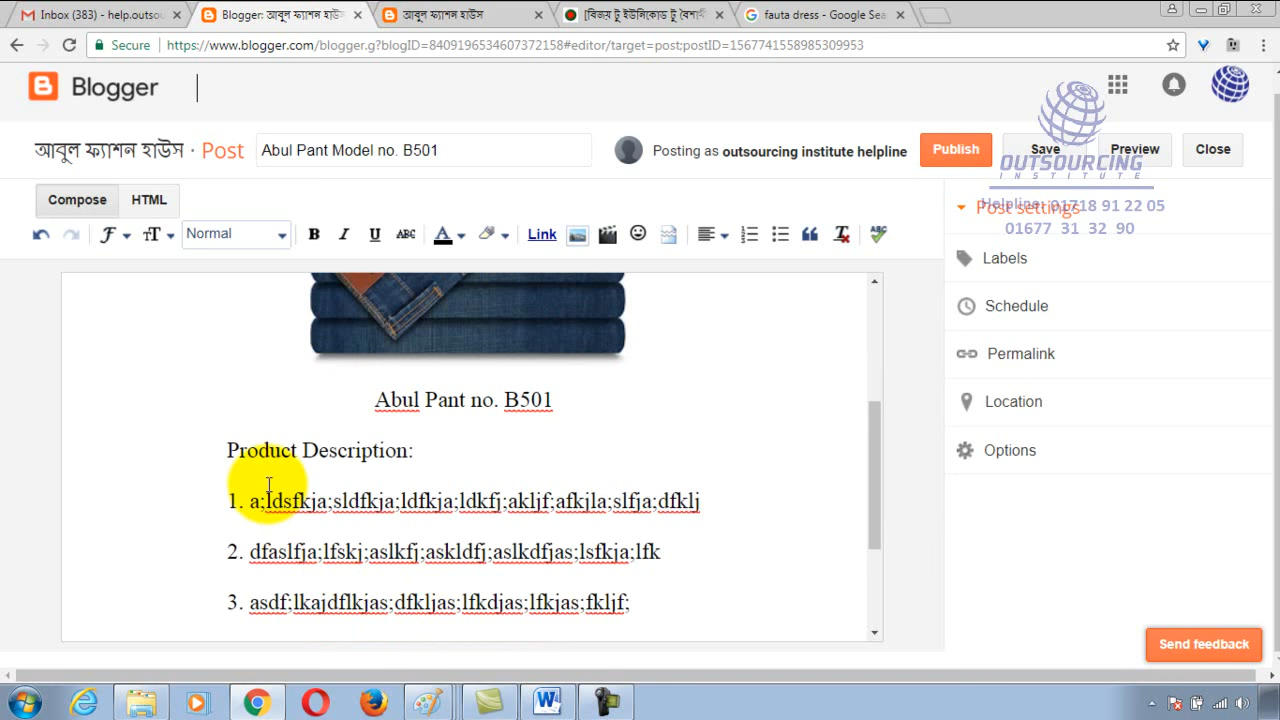 Inbox (383) - help.outsou
Blogger: আবুল ফ্যাশন হাউস
আবুল ফ্যাশন হাউস
[বিজয় টু ইউনিকোড টু বৈশাখী
fauta dress - Google Sea
Secure
https://www.blogger.com/blogger.g?blogID=8409196534607372158#editor/target=post;postID=1567741558985309953
Blogger
আবুল ফ্যাশন হাউস · Post
Abul Pant Model no. B501
Posting as outsourcing institute helpline
Publish
Save
Preview
Close
OUTSOURCING
INSTITUTE
Helpline: 01718 91 22 05
01677 31 32 90
Compose
HTML
Post settings
Normal
B
I
U
ABC
A
Link
Labels
Schedule
Permalink
Location
Options
Abul Pant no. B501
Product Description:
1. a;ldsfkja;sldfkja;ldfkja;ldkfj;akljf;afkjla;slfja;dfklj
2. dfaslfja;lfskj;aslkfj;askldfj;aslkdfjas;lsfkja;lfk
3. asdf;lkajdflkjas;dfkljas;lfkdjas;lfkjas;fkljf;
Send feedback